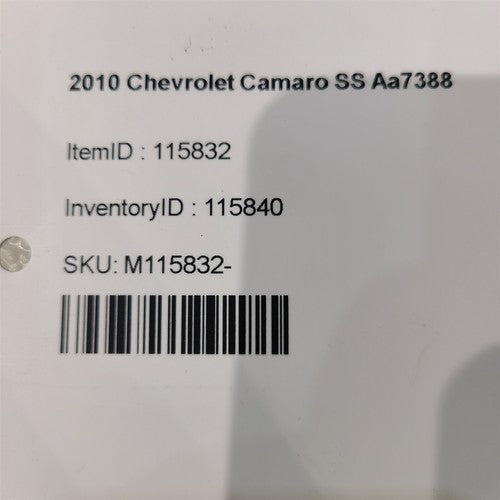 2010 Chevrolet Camaro SS Aa7388
ItemID : 115832
InventoryID : 115840
SKU: M115832-